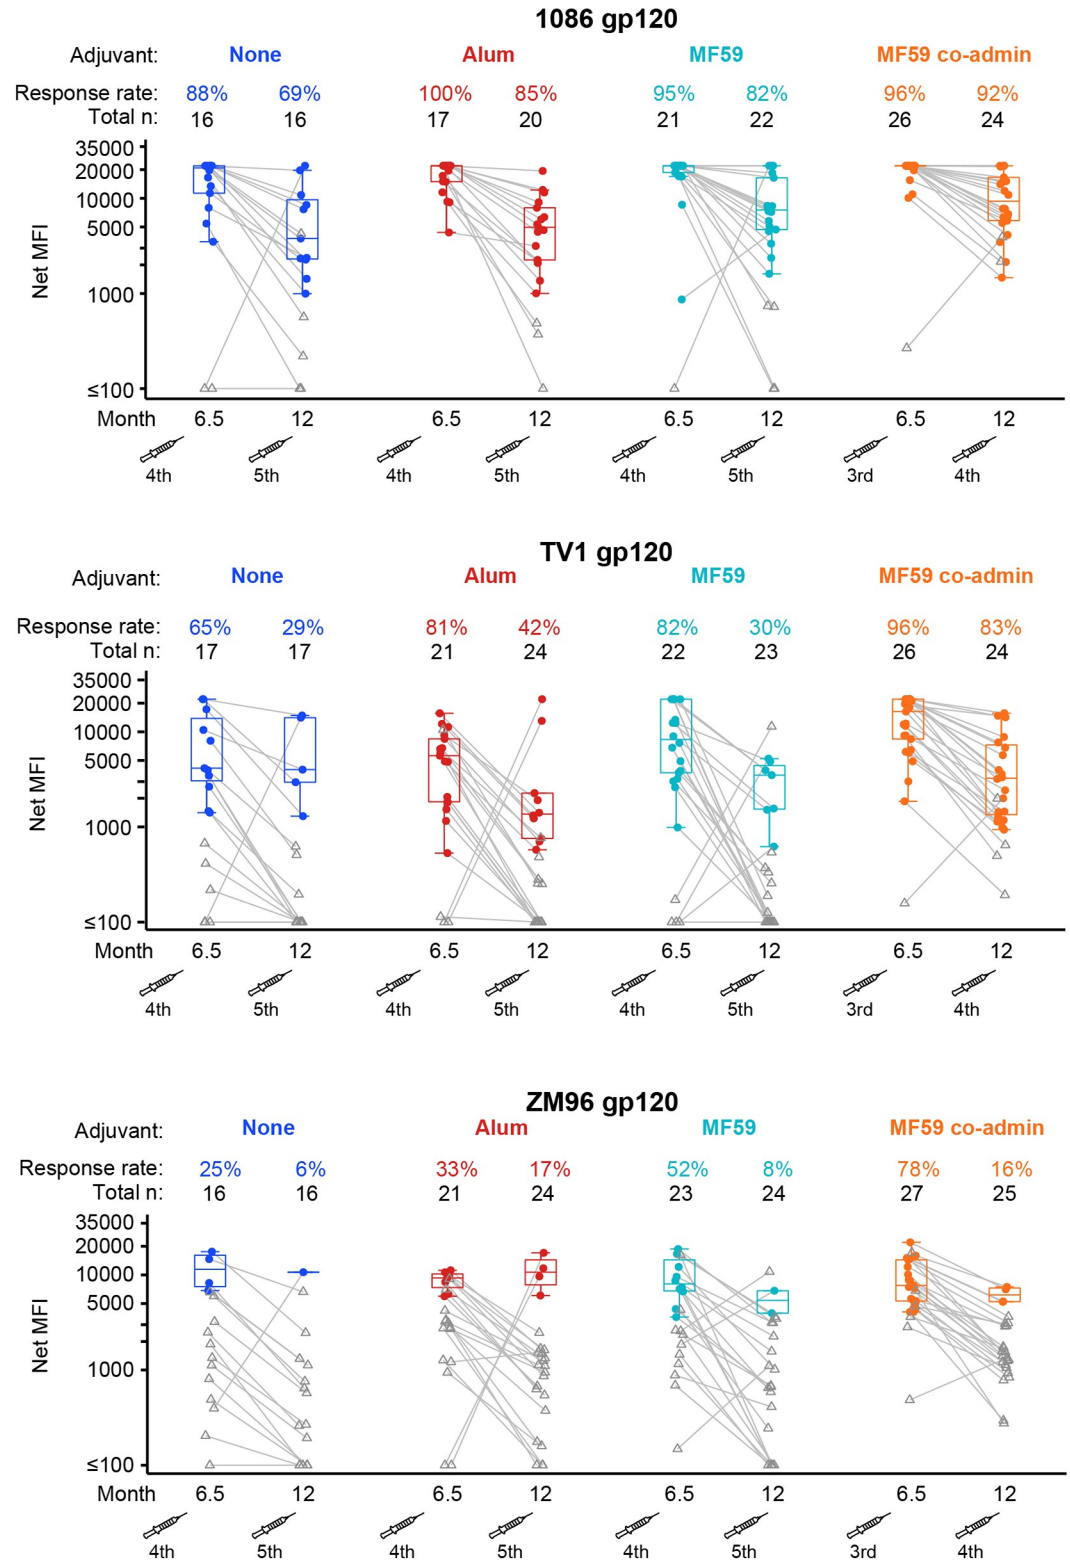 1086 gp120
Adjuvant: None Alum MF59 MF59 co-admin
Response rate: 88% 69% 100% 85% 95% 82% 96% 92%
Total n: 16 16 17 20 21 22 26 24
35000
20000
10000
5000
1000
≤100
Net MFI
Month 6.5 12 6.5 12 6.5 12 6.5 12
4th 5th 4th 5th 4th 5th 3rd 4th
TV1 gp120
Adjuvant: None Alum MF59 MF59 co-admin
Response rate: 65% 29% 81% 42% 82% 30% 96% 83%
Total n: 17 17 21 24 22 23 26 24
35000
20000
10000
5000
1000
≤100
Net MFI
Month 6.5 12 6.5 12 6.5 12 6.5 12
4th 5th 4th 5th 4th 5th 3rd 4th
ZM96 gp120
Adjuvant: None Alum MF59 MF59 co-admin
Response rate: 25% 6% 33% 17% 52% 8% 78% 16%
Total n: 16 16 21 24 23 24 27 25
35000
20000
10000
5000
1000
≤100
Net MFI
Month 6.5 12 6.5 12 6.5 12 6.5 12
4th 5th 4th 5th 4th 5th 3rd 4th